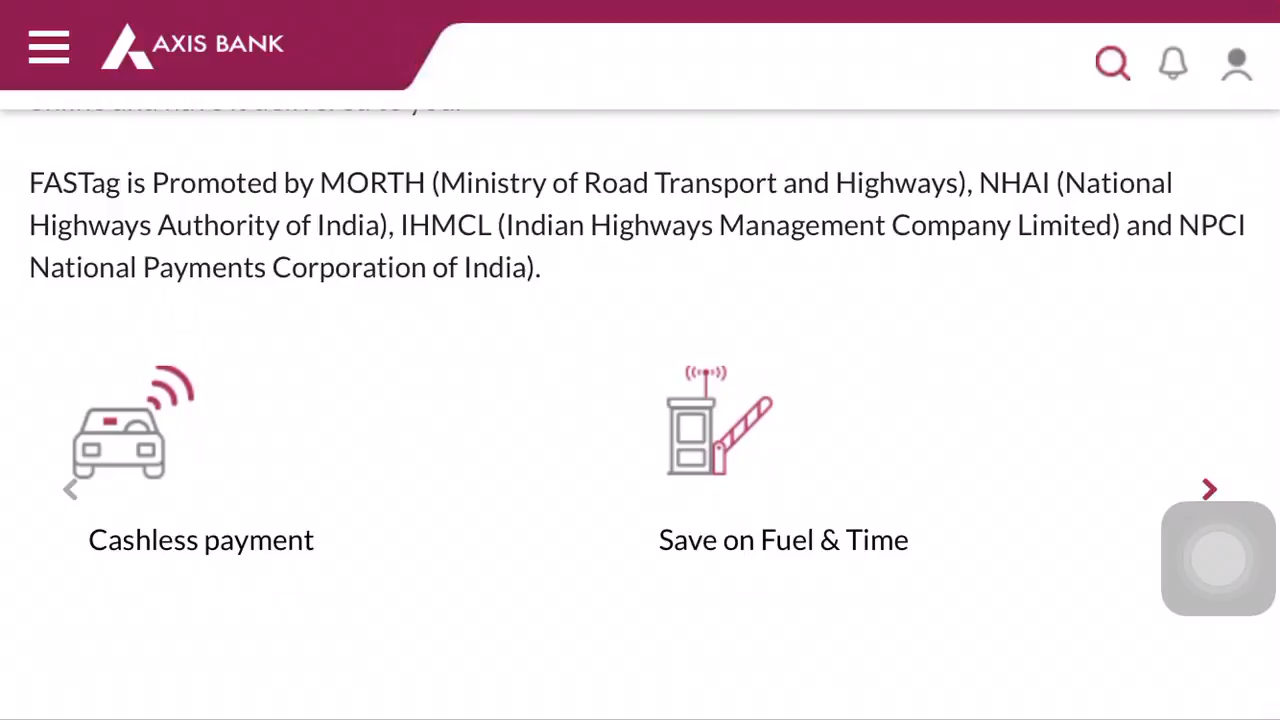 AXIS BANK
FASTag is Promoted by MORTH (Ministry of Road Transport and Highways), NHAI (National
Highways Authority of India), IHMCL (Indian Highways Management Company Limited) and NPCI
National Payments Corporation of India).
Cashless payment
Save on Fuel & Time